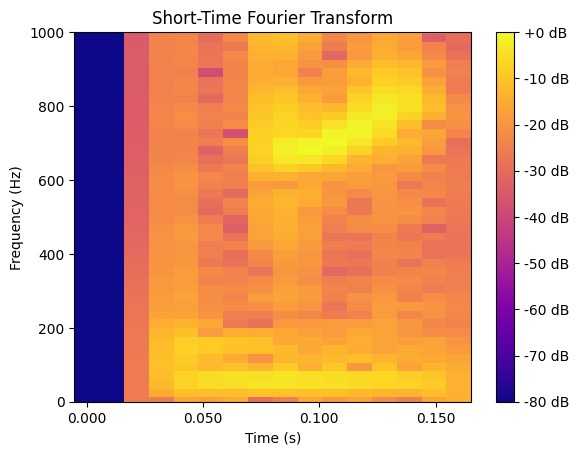 Short-Time Fourier Transform
Frequency (Hz)
1000
800
600
400
200
0
0.000
0.050
0.100
0.150
Time (s)
+0 dB
-10 dB
-20 dB
-30 dB
-40 dB
-50 dB
-60 dB
-70 dB
-80 dB